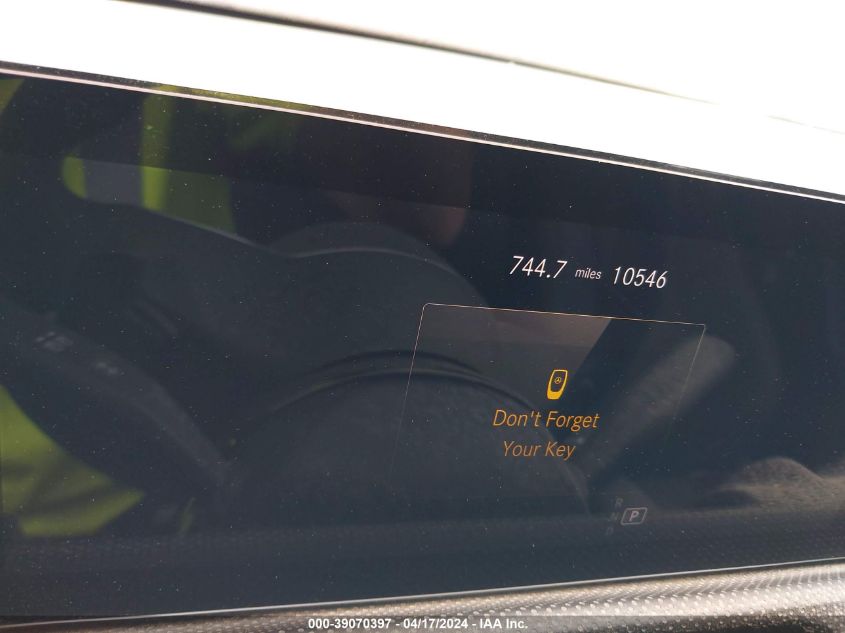 744.7 miles 10546
Don't Forget
Your Key
R
N P
D
000-39070397 - 04/17/2024 - IAA Inc.